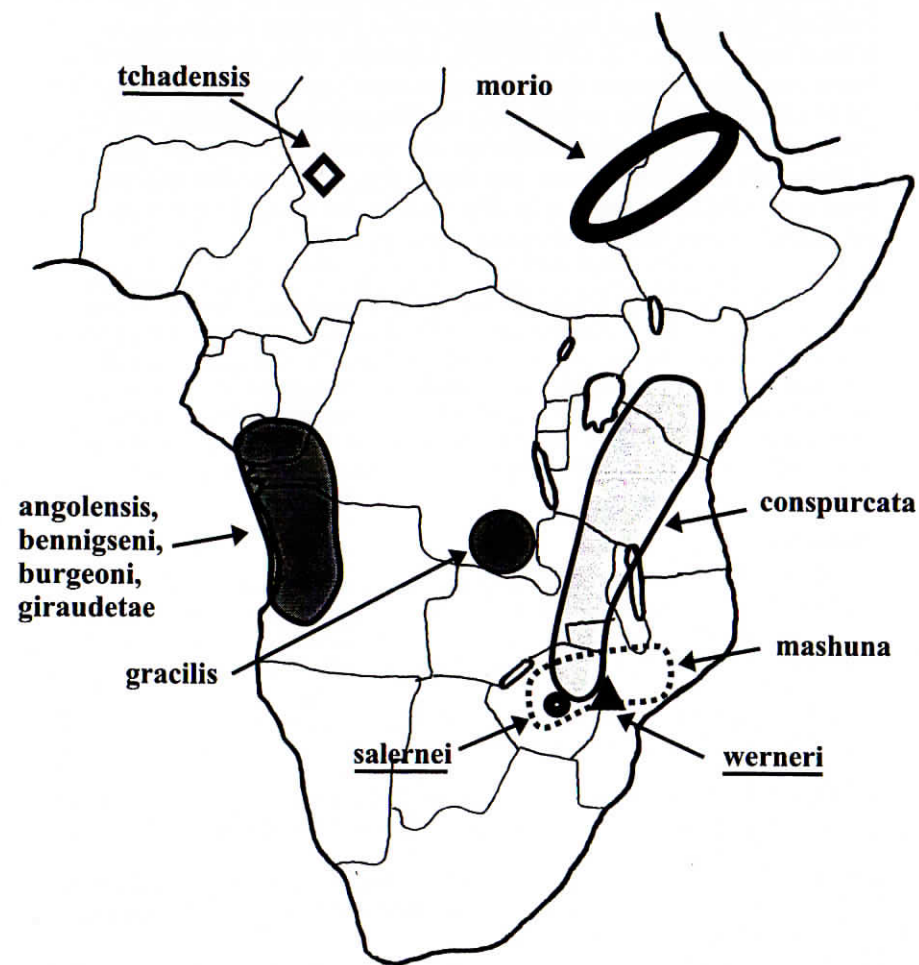 tchadensis
morio
angolensis,
bennigseni,
burgeoni,
giraudetae
conspurcata
gracilis
mashuna
salernei
werneri